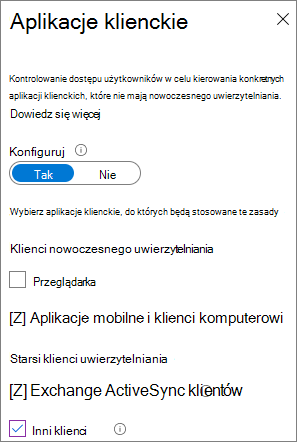 Aplikacje klienckie
Kontrolowanie dostępu użytkowników w celu kierowania konkretnych
aplikacji klienckich, które nie mają nowoczesnego uwierzytelniania.
Dowiedz się więcej
Konfiguruj
Tak Nie
Wybierz aplikacje klienckie, do których będą stosowane te zasady
Klienci nowoczesnego uwierzytelniania
Przeglądarka
[Z] Aplikacje mobilne i klienci komputerowi
Starsi klienci uwierzytelniania
[Z] Exchange ActiveSync klientów
Inni klienci